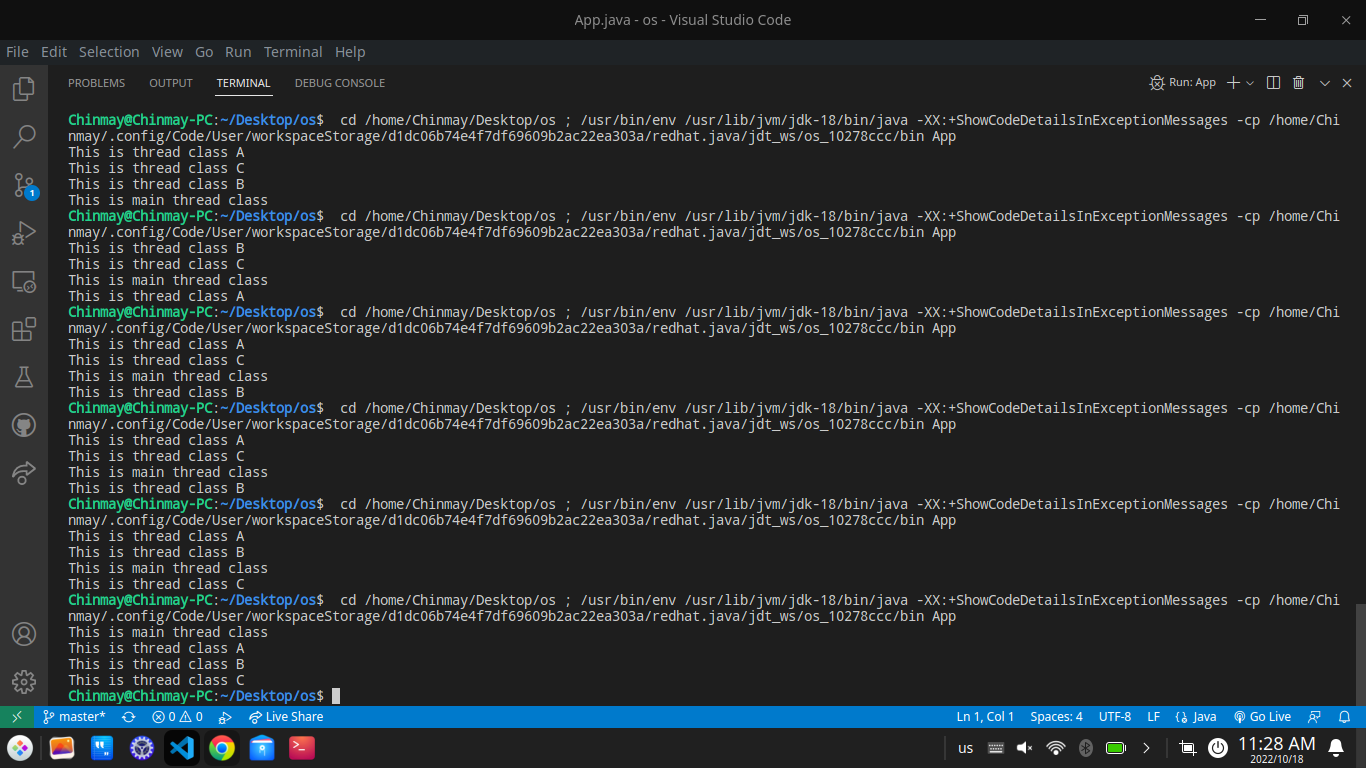 App.java - os - Visual Studio Code
File Edit Selection View Go Run Terminal Help
PROBLEMS OUTPUT TERMINAL DEBUG CONSOLE Run: App
Chinmay@Chinmay-PC:~/Desktop/os$ cd /home/Chinmay/Desktop/os ; /usr/bin/env /usr/lib/jvm/jdk-18/bin/java -XX:+ShowCodeDetailsInExceptionMessages -cp /home/Chi
nmay/.config/Code/User/workspaceStorage/d1dc06b74e4f7df69609b2ac22ea303a/redhat.java/jdt_ws/os_10278ccc/bin App
This is thread class A
This is thread class C
This is thread class B
This is main thread class
Chinmay@Chinmay-PC:~/Desktop/os$ cd /home/Chinmay/Desktop/os ; /usr/bin/env /usr/lib/jvm/jdk-18/bin/java -XX:+ShowCodeDetailsInExceptionMessages -cp /home/Chi
nmay/.config/Code/User/workspaceStorage/d1dc06b74e4f7df69609b2ac22ea303a/redhat.java/jdt_ws/os_10278ccc/bin App
This is thread class B
This is thread class C
This is main thread class
This is thread class A
Chinmay@Chinmay-PC:~/Desktop/os$ cd /home/Chinmay/Desktop/os ; /usr/bin/env /usr/lib/jvm/jdk-18/bin/java -XX:+ShowCodeDetailsInExceptionMessages -cp /home/Chi
nmay/.config/Code/User/workspaceStorage/d1dc06b74e4f7df69609b2ac22ea303a/redhat.java/jdt_ws/os_10278ccc/bin App
This is thread class A
This is thread class C
This is main thread class
This is thread class B
Chinmay@Chinmay-PC:~/Desktop/os$ cd /home/Chinmay/Desktop/os ; /usr/bin/env /usr/lib/jvm/jdk-18/bin/java -XX:+ShowCodeDetailsInExceptionMessages -cp /home/Chi
nmay/.config/Code/User/workspaceStorage/d1dc06b74e4f7df69609b2ac22ea303a/redhat.java/jdt_ws/os_10278ccc/bin App
This is thread class A
This is thread class C
This is main thread class
This is thread class B
Chinmay@Chinmay-PC:~/Desktop/os$ cd /home/Chinmay/Desktop/os ; /usr/bin/env /usr/lib/jvm/jdk-18/bin/java -XX:+ShowCodeDetailsInExceptionMessages -cp /home/Chi
nmay/.config/Code/User/workspaceStorage/d1dc06b74e4f7df69609b2ac22ea303a/redhat.java/jdt_ws/os_10278ccc/bin App
This is thread class A
This is thread class B
This is main thread class
This is thread class C
Chinmay@Chinmay-PC:~/Desktop/os$ cd /home/Chinmay/Desktop/os ; /usr/bin/env /usr/lib/jvm/jdk-18/bin/java -XX:+ShowCodeDetailsInExceptionMessages -cp /home/Chi
nmay/.config/Code/User/workspaceStorage/d1dc06b74e4f7df69609b2ac22ea303a/redhat.java/jdt_ws/os_10278ccc/bin App
This is main thread class
This is thread class A
This is thread class B
This is thread class C
Chinmay@Chinmay-PC:~/Desktop/os$
1
master* 0 0 Live Share Ln 1, Col 1 Spaces: 4 UTF-8 LF Java Go Live
us 11:28 AM
2022/10/18